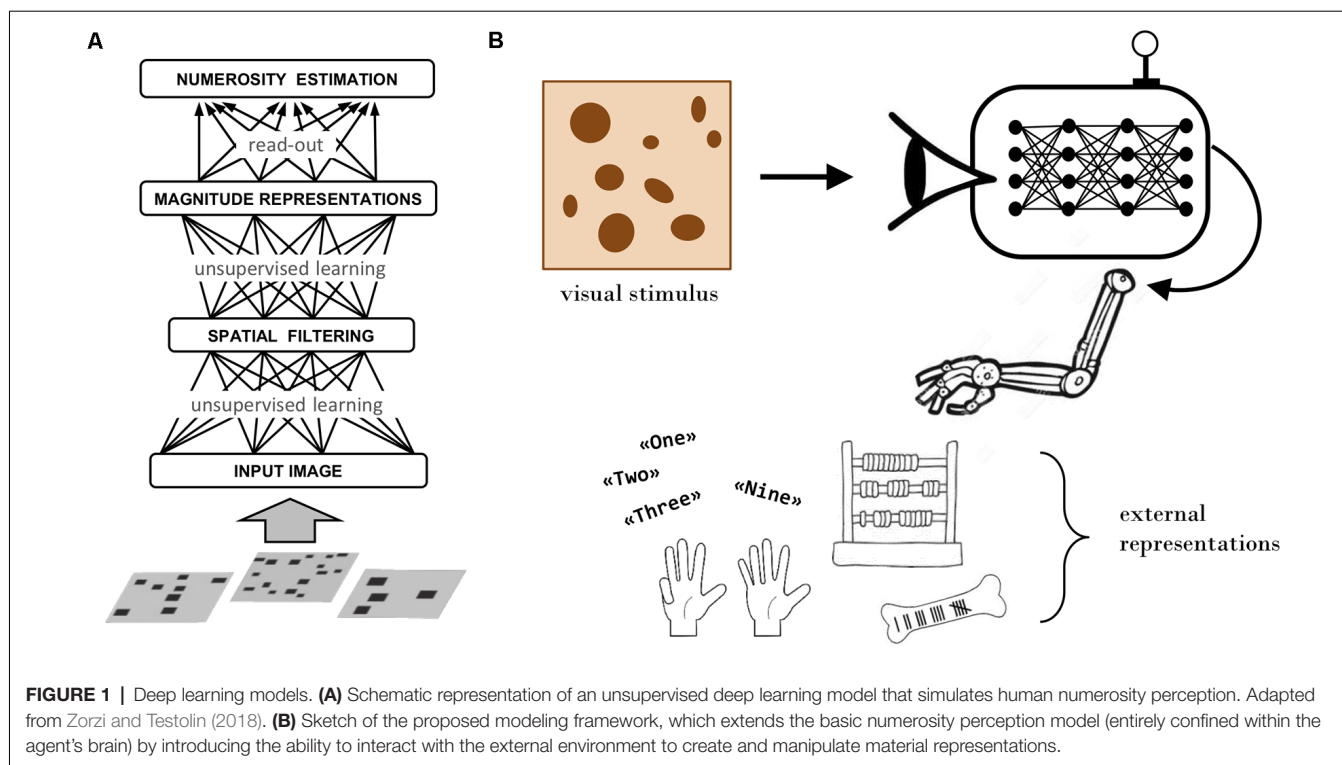 A
NUMEROSITY ESTIMATION
read-out
MAGNITUDE REPRESENTATIONS
unsupervised learning
SPATIAL FILTERING
unsupervised learning
INPUT IMAGE
B
visual stimulus
«One»
«Two»
«Three»
«Nine»
external
representations
FIGURE 1 | Deep learning models. (A) Schematic representation of an unsupervised deep learning model that simulates human numerosity perception. Adapted
from Zorzi and Testolin (2018). (B) Sketch of the proposed modeling framework, which extends the basic numerosity perception model (entirely confined within the
agent's brain) by introducing the ability to interact with the external environment to create and manipulate material representations.